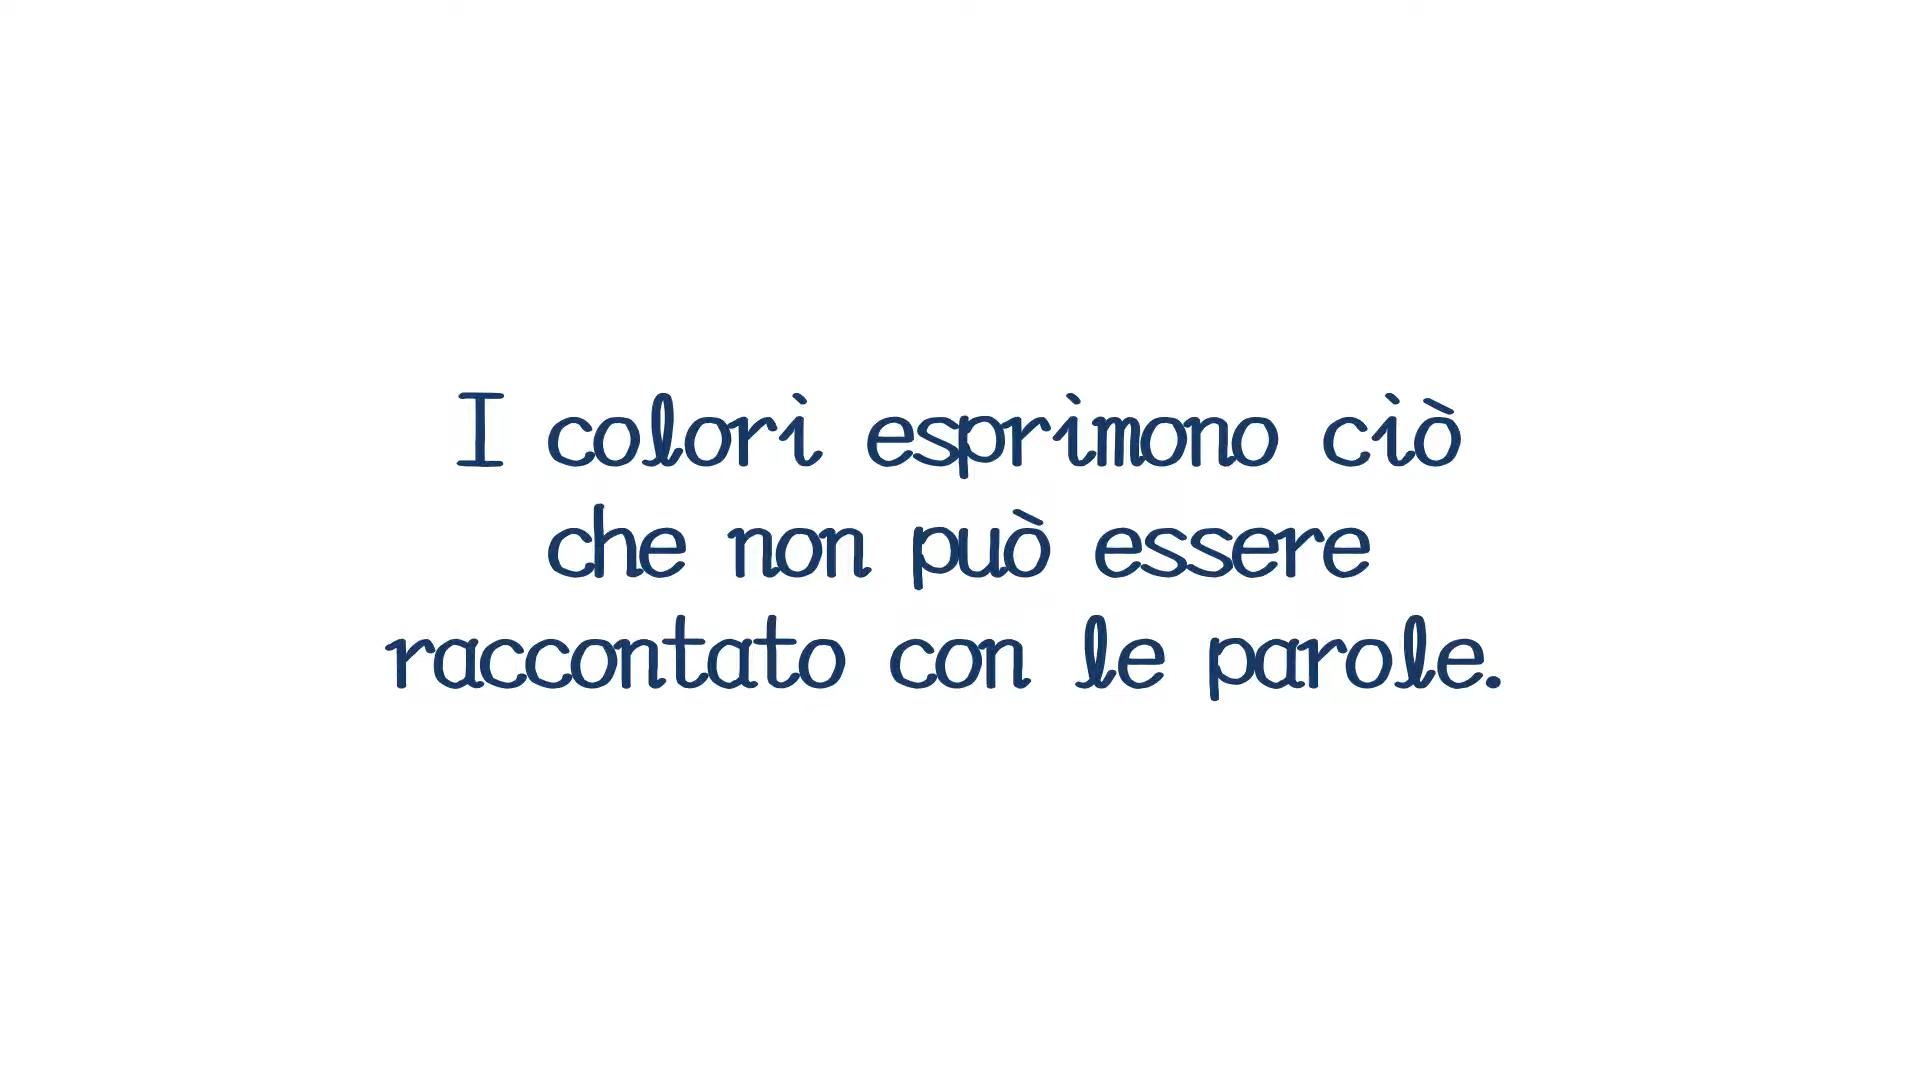 I colori esprimono ciò
che non può essere
raccontato con le parole.